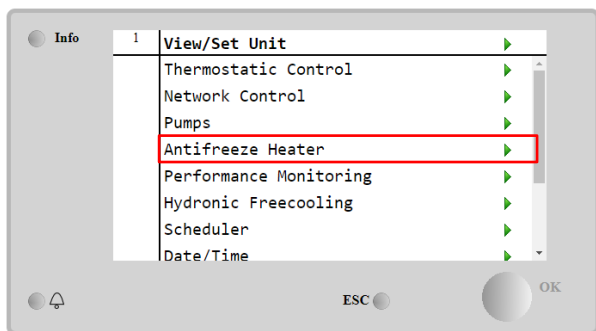 Info
1 View/Set Unit
Thermostatic Control
Network Control
Pumps
Antifreeze Heater
Performance Monitoring
Hydronic Freecooling
Scheduler
Date/Time
ESC
OK